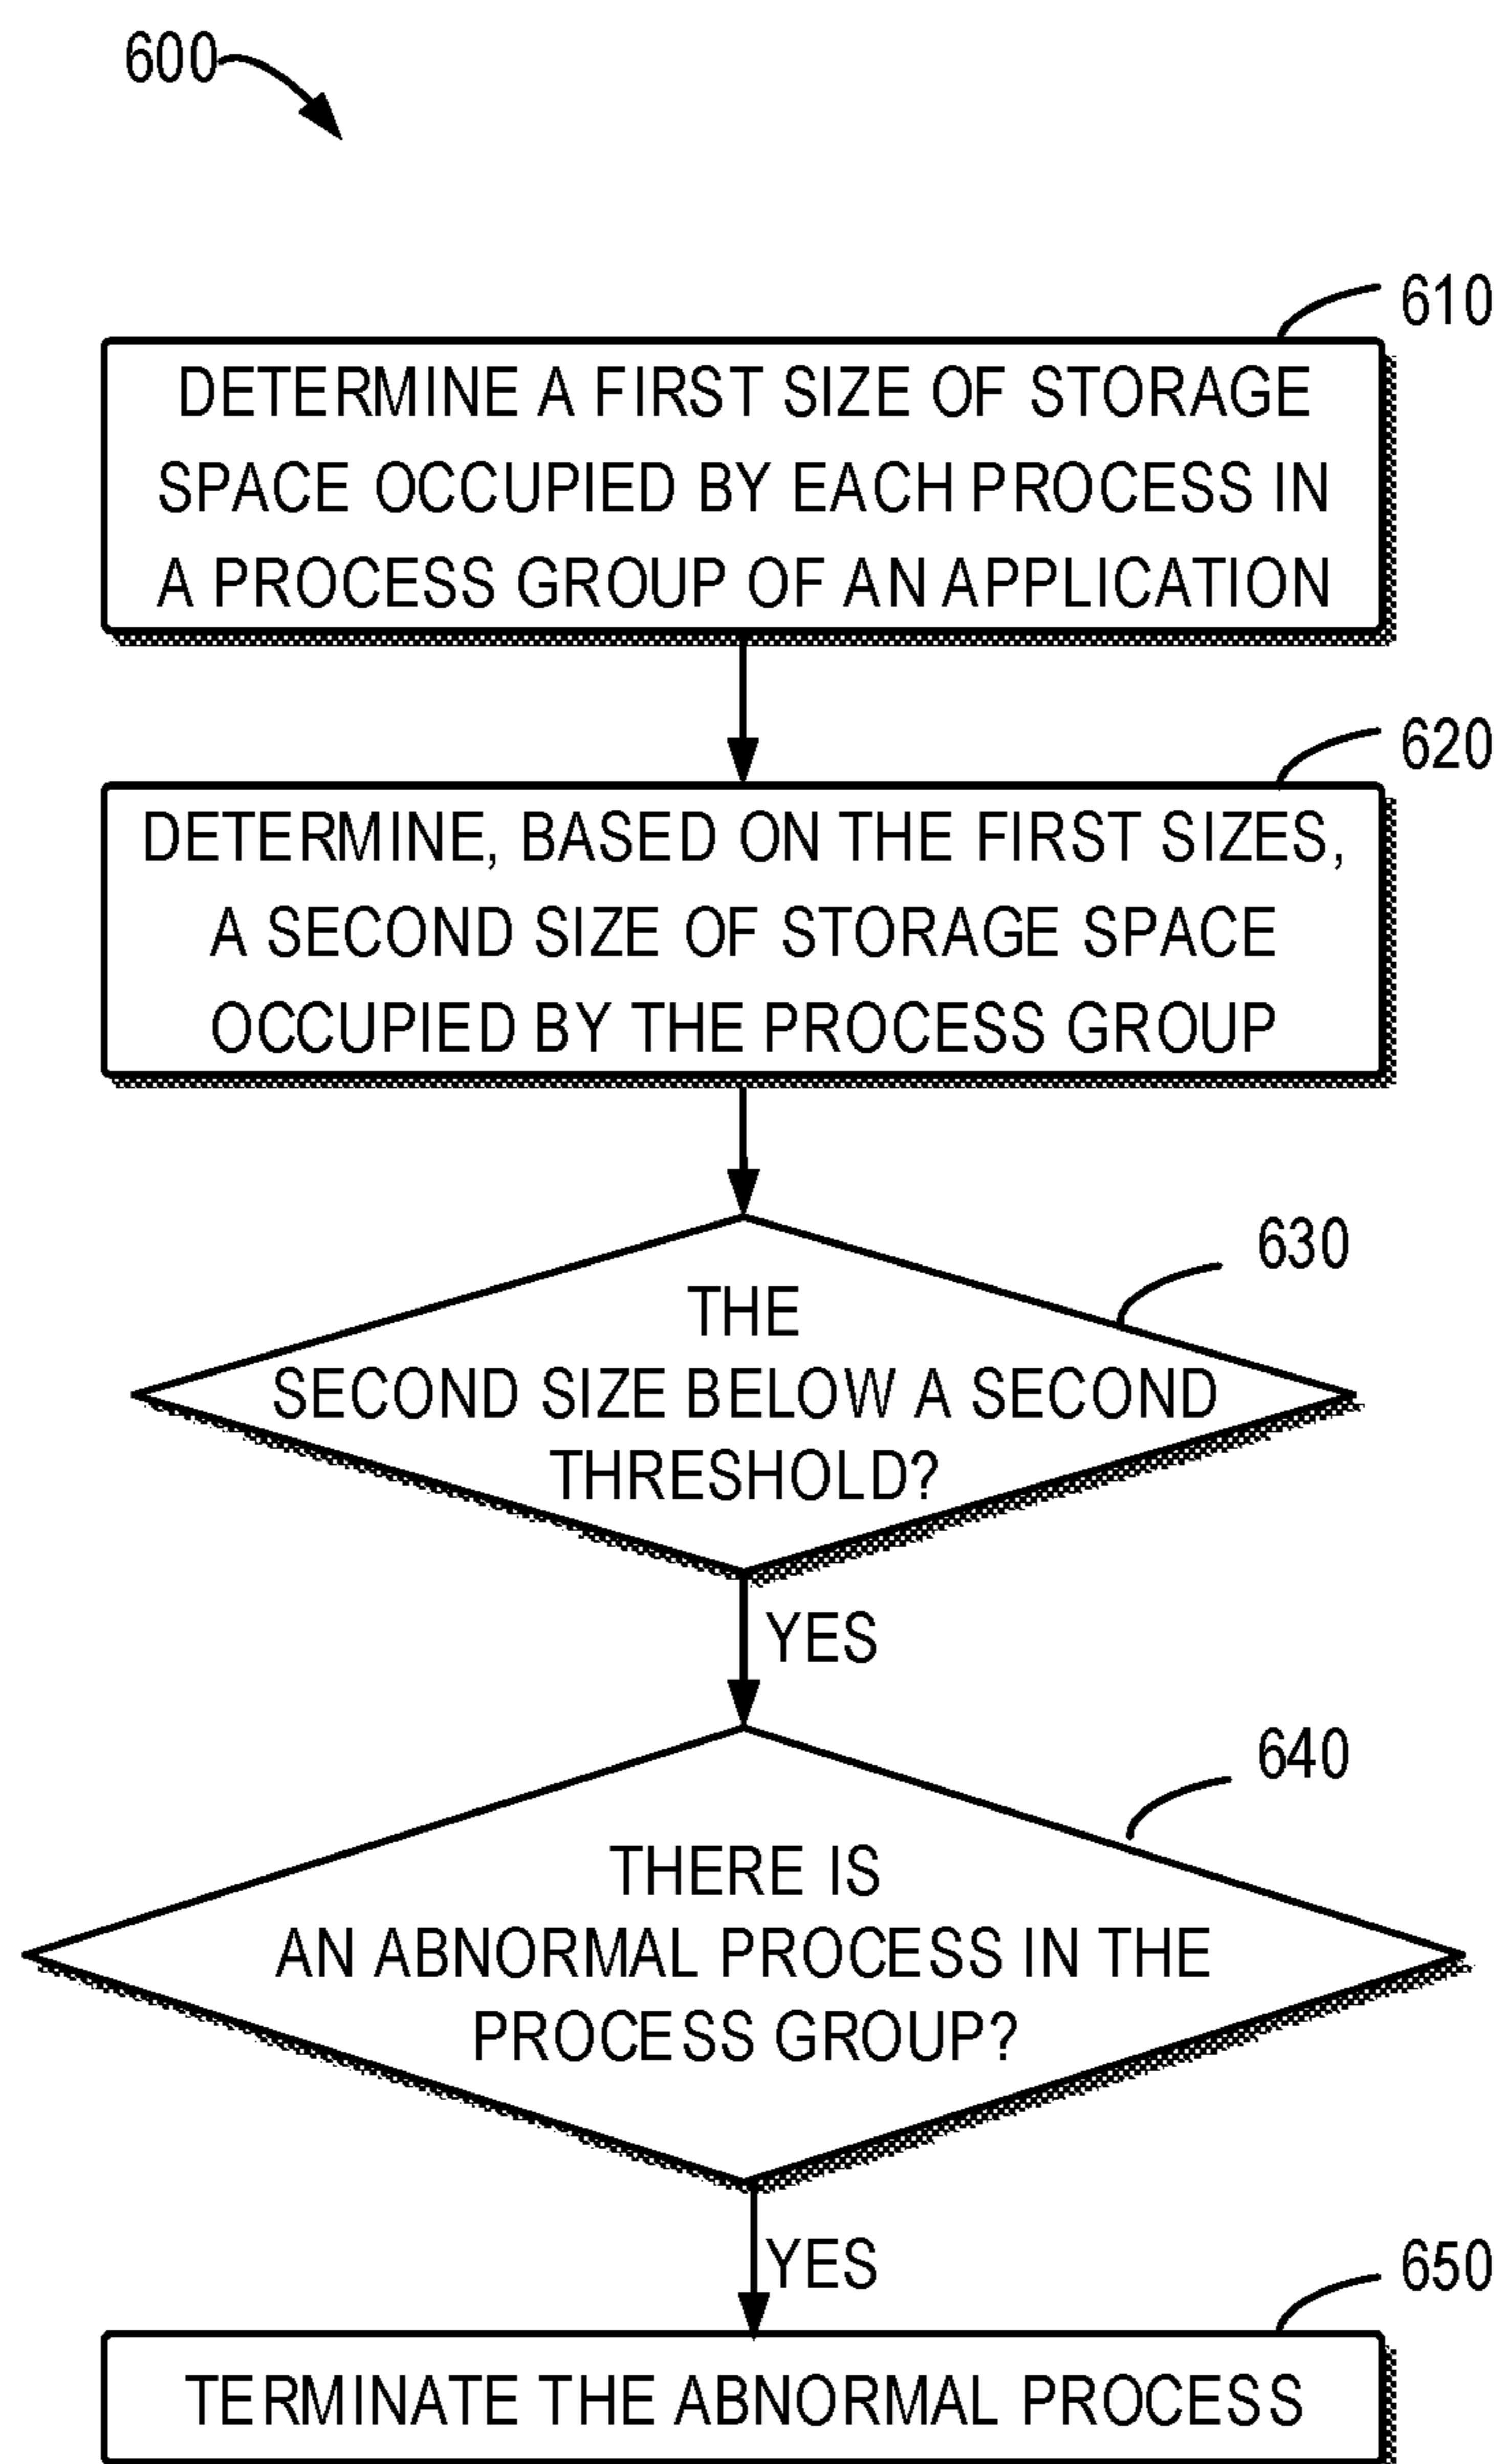 600
610
DETERMINE A FIRST SIZE OF STORAGE
SPACE OCCUPIED BY EACH PROCESS IN
A PROCESS GROUP OF AN APPLICATION
620
DETERMINE, BASED ON THE FIRST SIZES,
A SECOND SIZE OF STORAGE SPACE
OCCUPIED BY THE PROCESS GROUP
630
THE
SECOND SIZE BELOW A SECOND
THRESHOLD?
YES
640
THERE IS
AN ABNORMAL PROCESS IN THE
PROCESS GROUP?
YES
650
TERMINATE THE ABNORMAL PROCESS